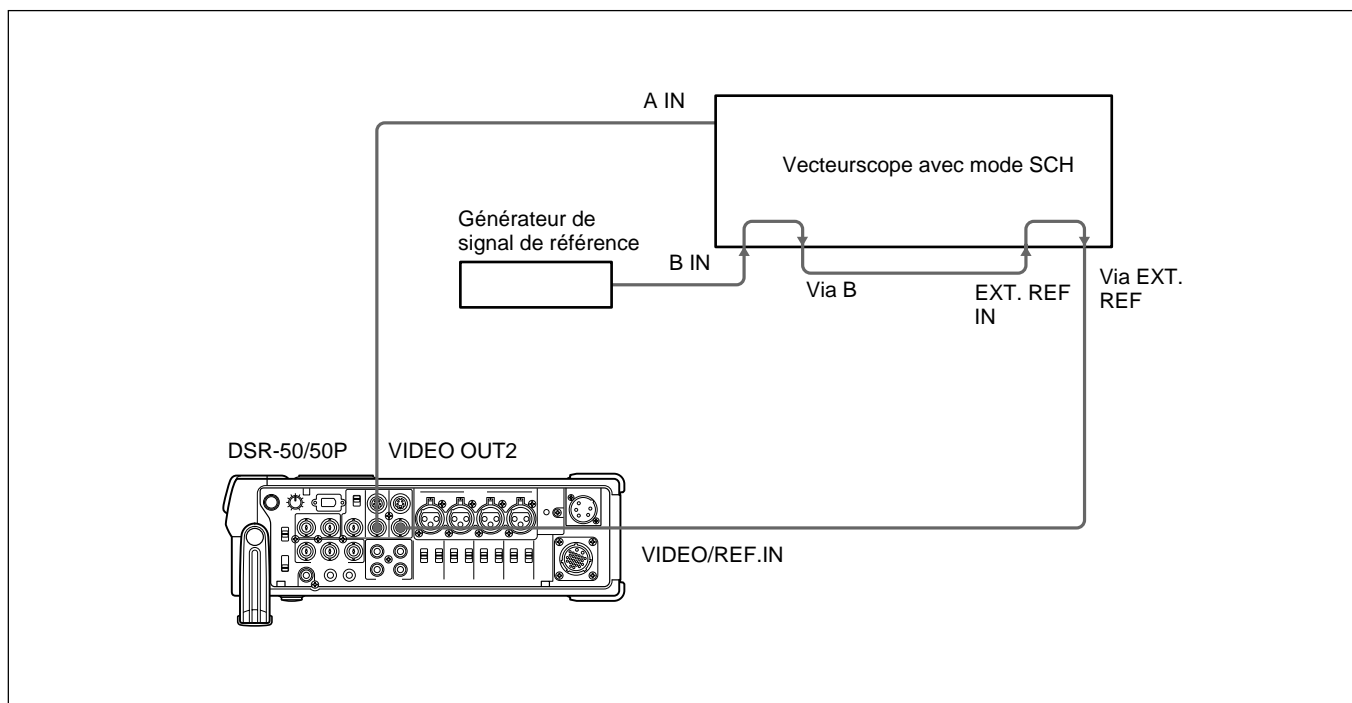 A IN
Vecteurscope avec mode SCH
Générateur de
signal de référence
B IN
Via B
EXT. REF
IN
Via EXT.
REF
DSR-50/50P
VIDEO OUT2
VIDEO/REF.IN